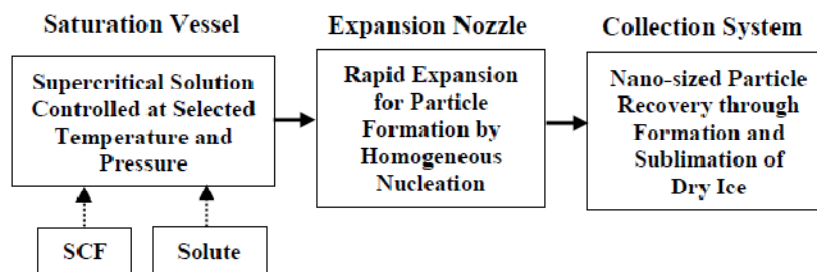 Saturation Vessel
Supercritical Solution
Controlled at Selected
Temperature and
Pressure
SCF
Solute
Expansion Nozzle
Rapid Expansion
for Particle
Formation by
Homogeneous
Nucleation
Collection System
Nano-sized Particle
Recovery through
Formation and
Sublimation of
Dry Ice